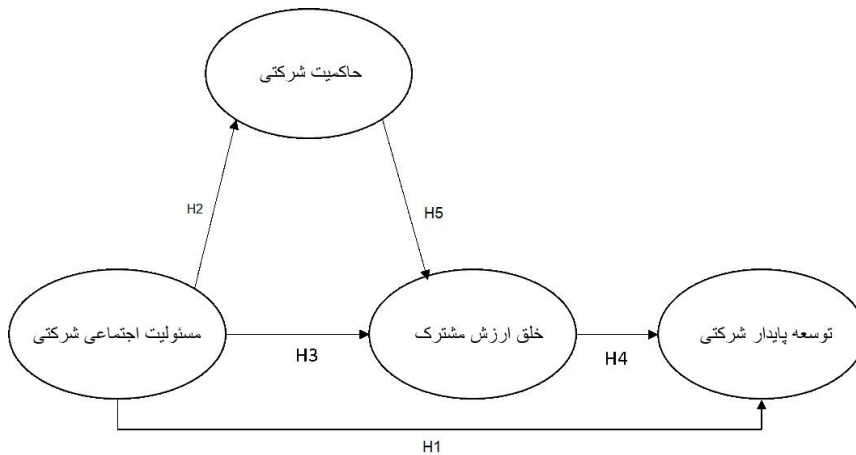 حاکمیت شرکتی
H2
H5
مسئولیت اجتماعی شرکتی
خلق ارزش مشترک
توسعه پایدار شرکتی
H3
H4
H1